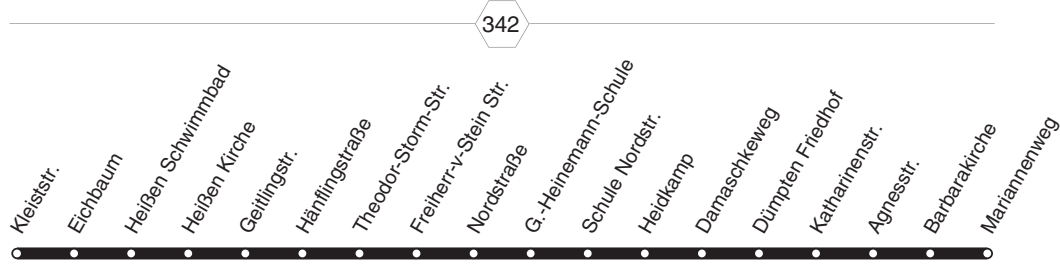 342
Kleiststr.
Eichbaum
Heißen Schwimmbad
Heißen Kirche
Geitlingstr.
Hänflingstraße
Theodor-Storm-Str.
Freiherr-v-Stein Str.
Nordstraße
G.-Heinemann-Schule
Schule Nordstr.
Heidkamp
Damaschkeweg
Dümpten Friedhof
Katharinenstr.
Agnesstr.
Barbarakirche
Mariannenweg